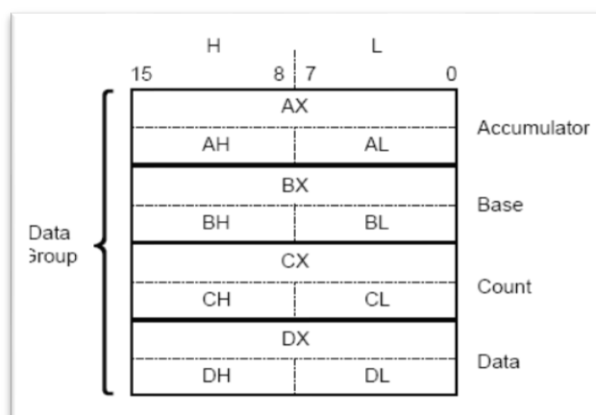 H L
15 8 7 0
AX
Accumulator
AH AL
BX
Base
BH BL
Data
Group
CX
Count
CH CL
DX
Data
DH DL